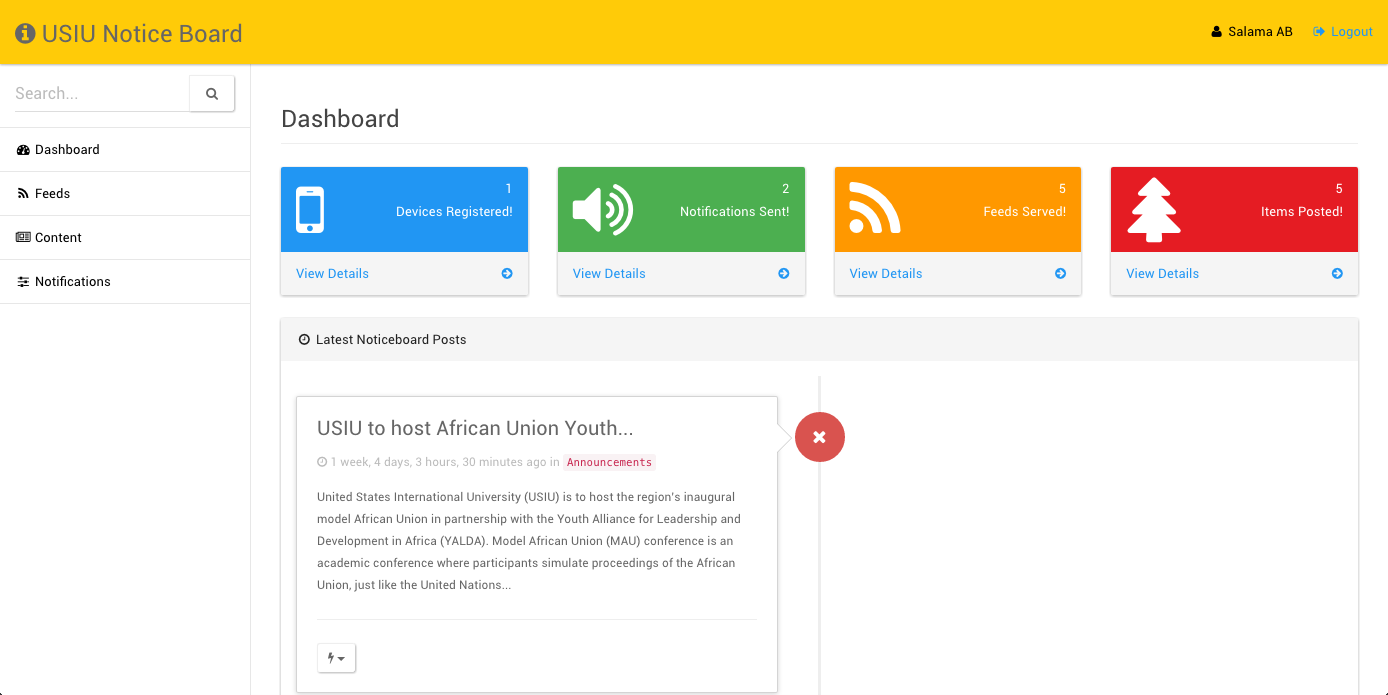 USIU Notice Board
Salama AB
Logout
Search...
Dashboard
Feeds
Content
Notifications
Dashboard
1
Devices Registered!
View Details
2
Notifications Sent!
View Details
5
Feeds Served!
View Details
5
Items Posted!
View Details
Latest Noticeboard Posts
USIU to host African Union Youth...
1 week, 4 days, 3 hours, 30 minutes ago in Announcements
United States International University (USIU) is to host the region's inaugural
model African Union in partnership with the Youth Alliance for Leadership and
Development in Africa (YALDA). Model African Union (MAU) conference is an
academic conference where participants simulate proceedings of the African
Union, just like the United Nations...